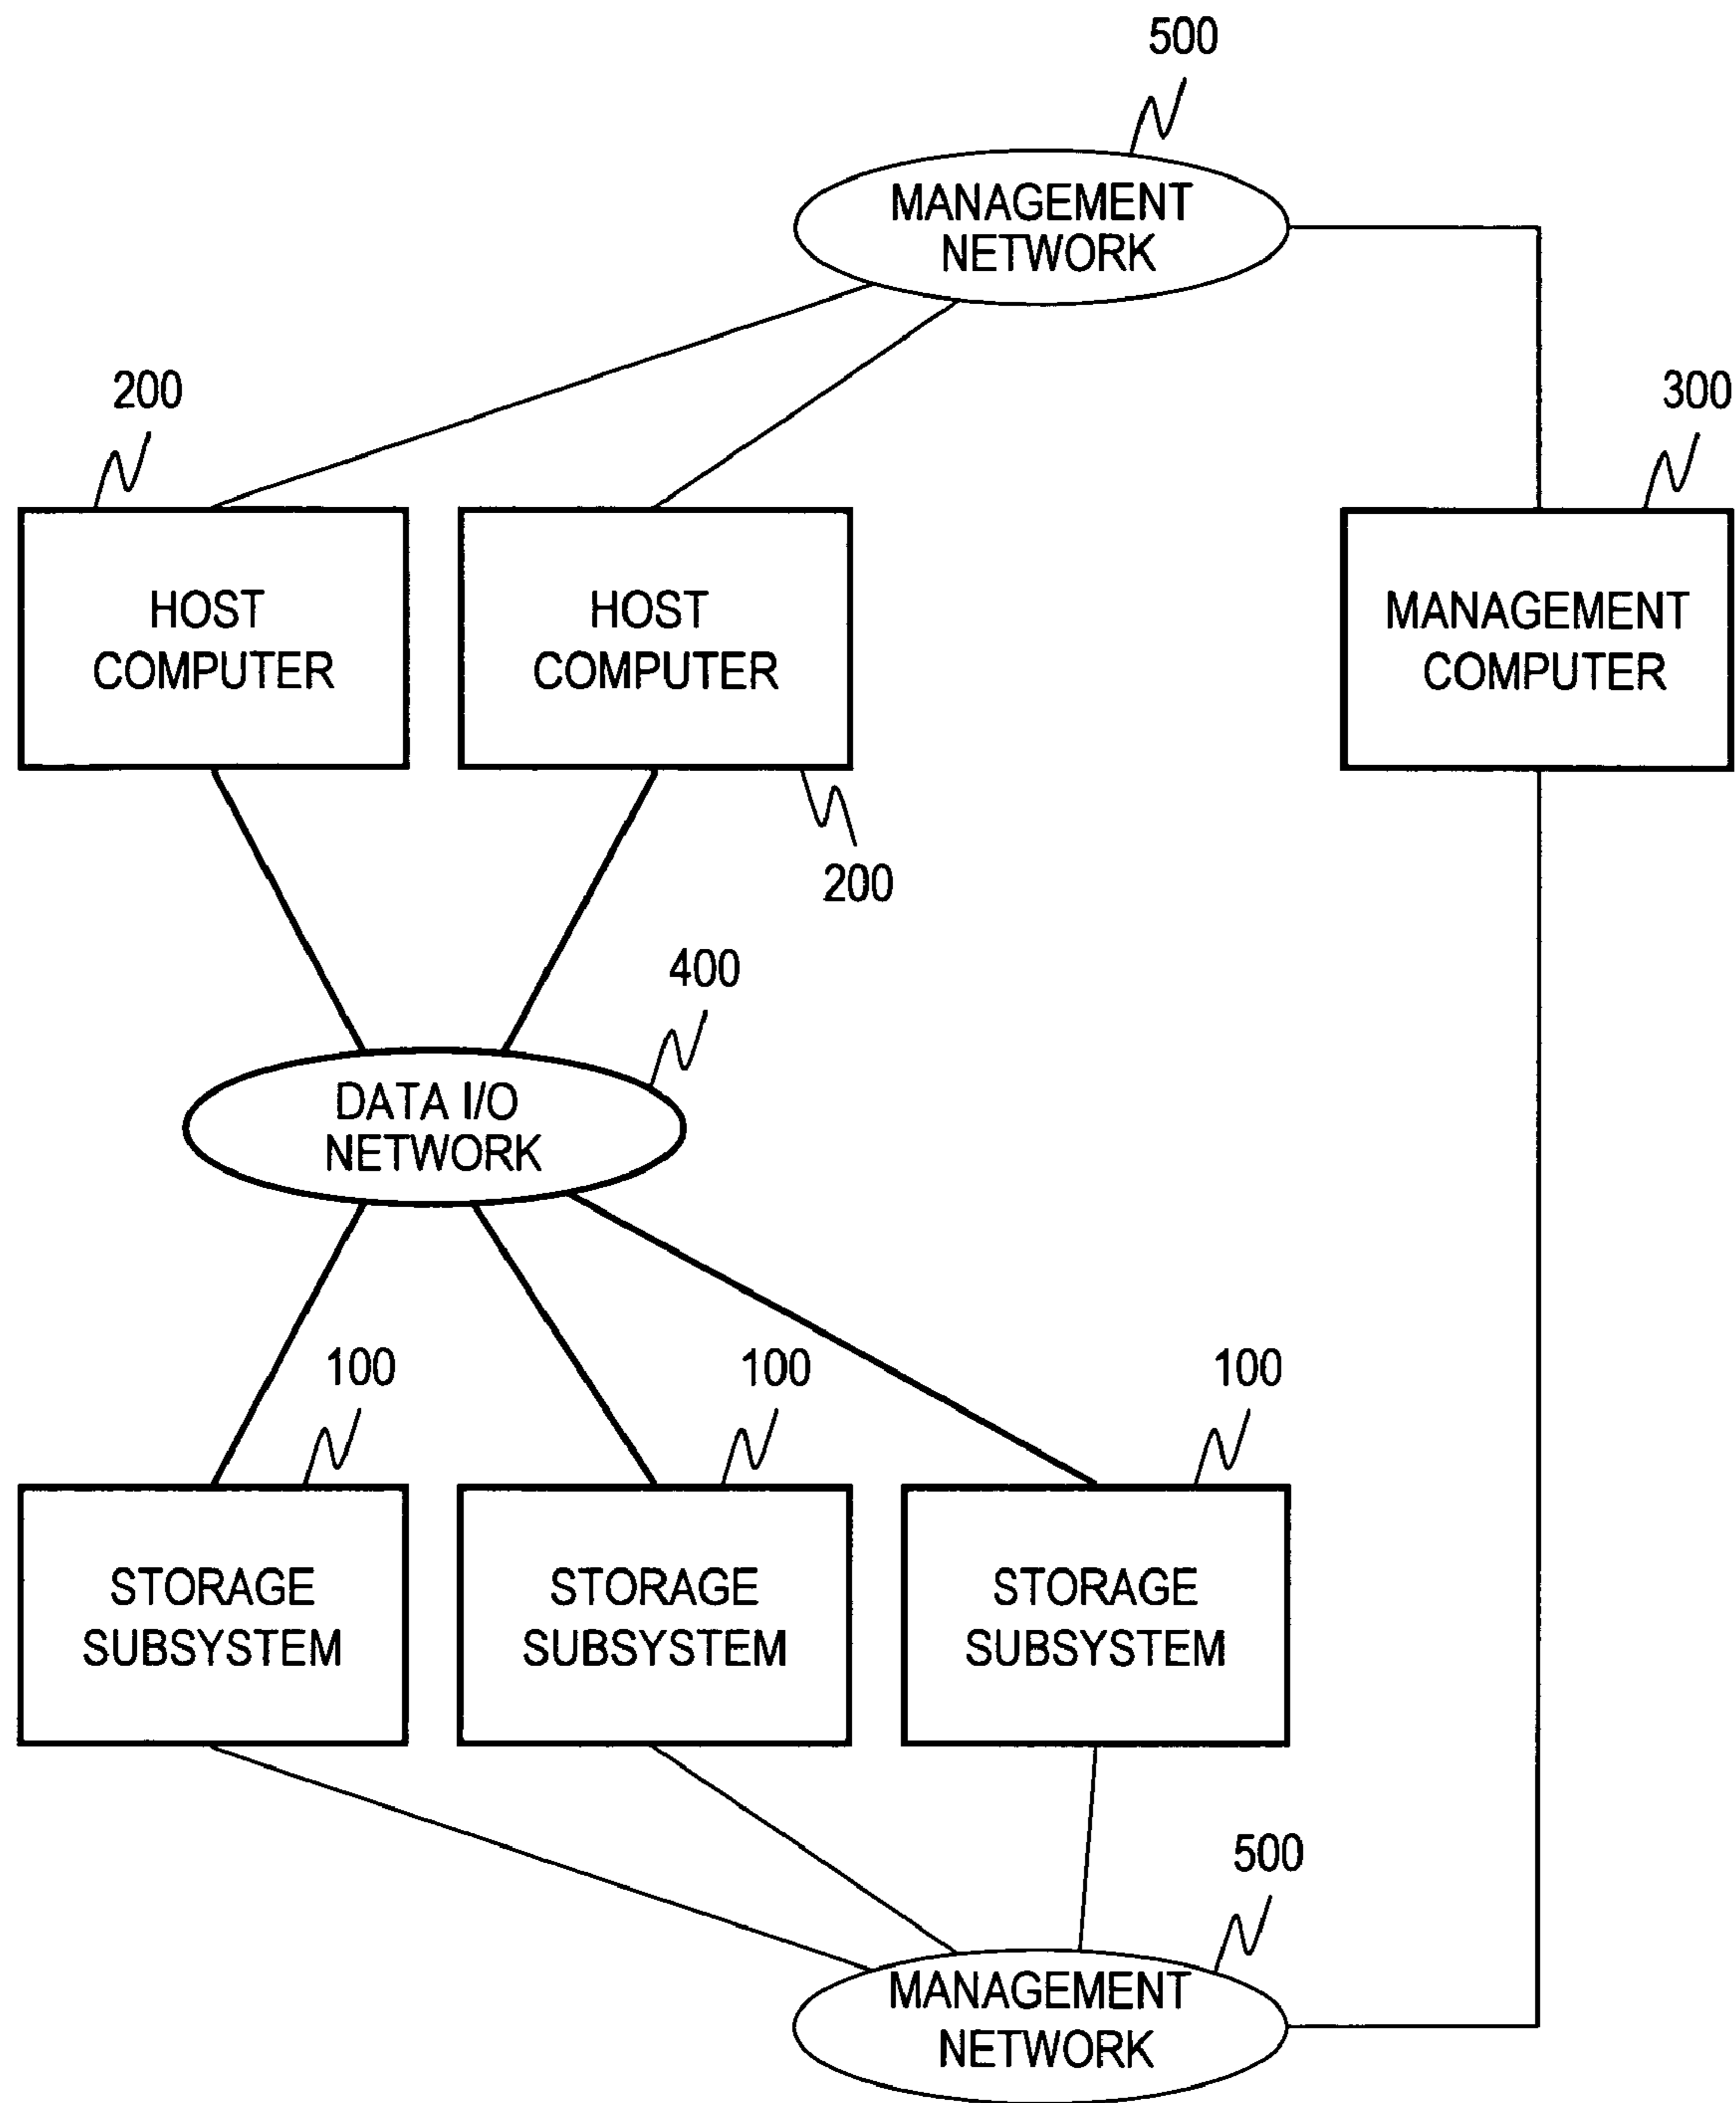 500
MANAGEMENT
NETWORK
200
300
HOST
COMPUTER
HOST
COMPUTER
MANAGEMENT
COMPUTER
200
400
DATA I/O
NETWORK
100
100
100
STORAGE
SUBSYSTEM
STORAGE
SUBSYSTEM
STORAGE
SUBSYSTEM
500
MANAGEMENT
NETWORK